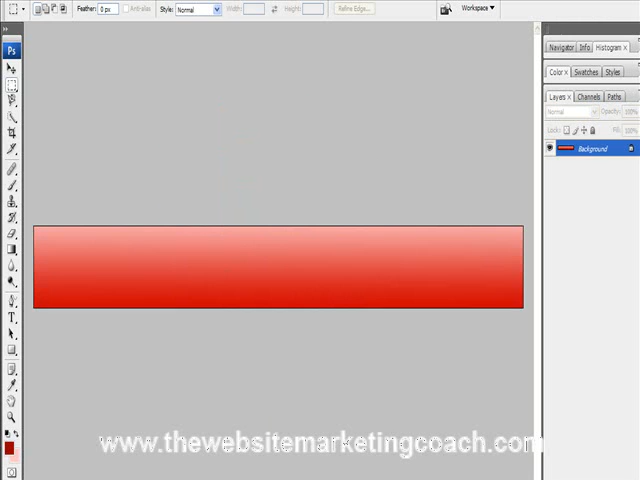 Feather: 0 px Anti-alias Style: Normal Width: Height: Refine Edge... Workspace
Ps
Navigator Info Histogram x
Color x Swatches Styles
Layers x Channels Paths
Normal Opacity: 100%
Lock: Fill: 100%
Background
T
www.thewebsitemarketingcoach.com